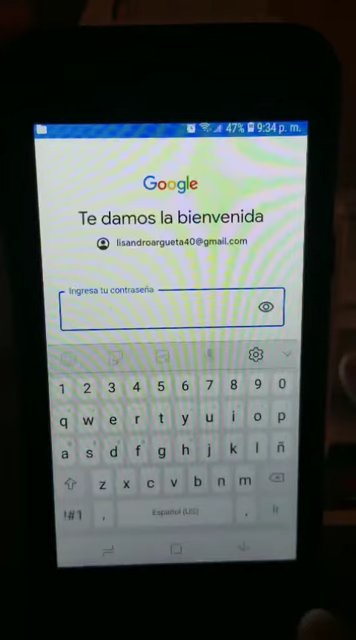 47% 9:34 p. m.
Google
Te damos la bienvenida
lisandroargueta40@gmail.com
Ingresa tu contraseña
1 2 3 4 5 6 7 8 9 0
q w e r t y u i o p
a s d f g h j k l ñ
z x c v b n m
!#1 , Español (US) . Ir